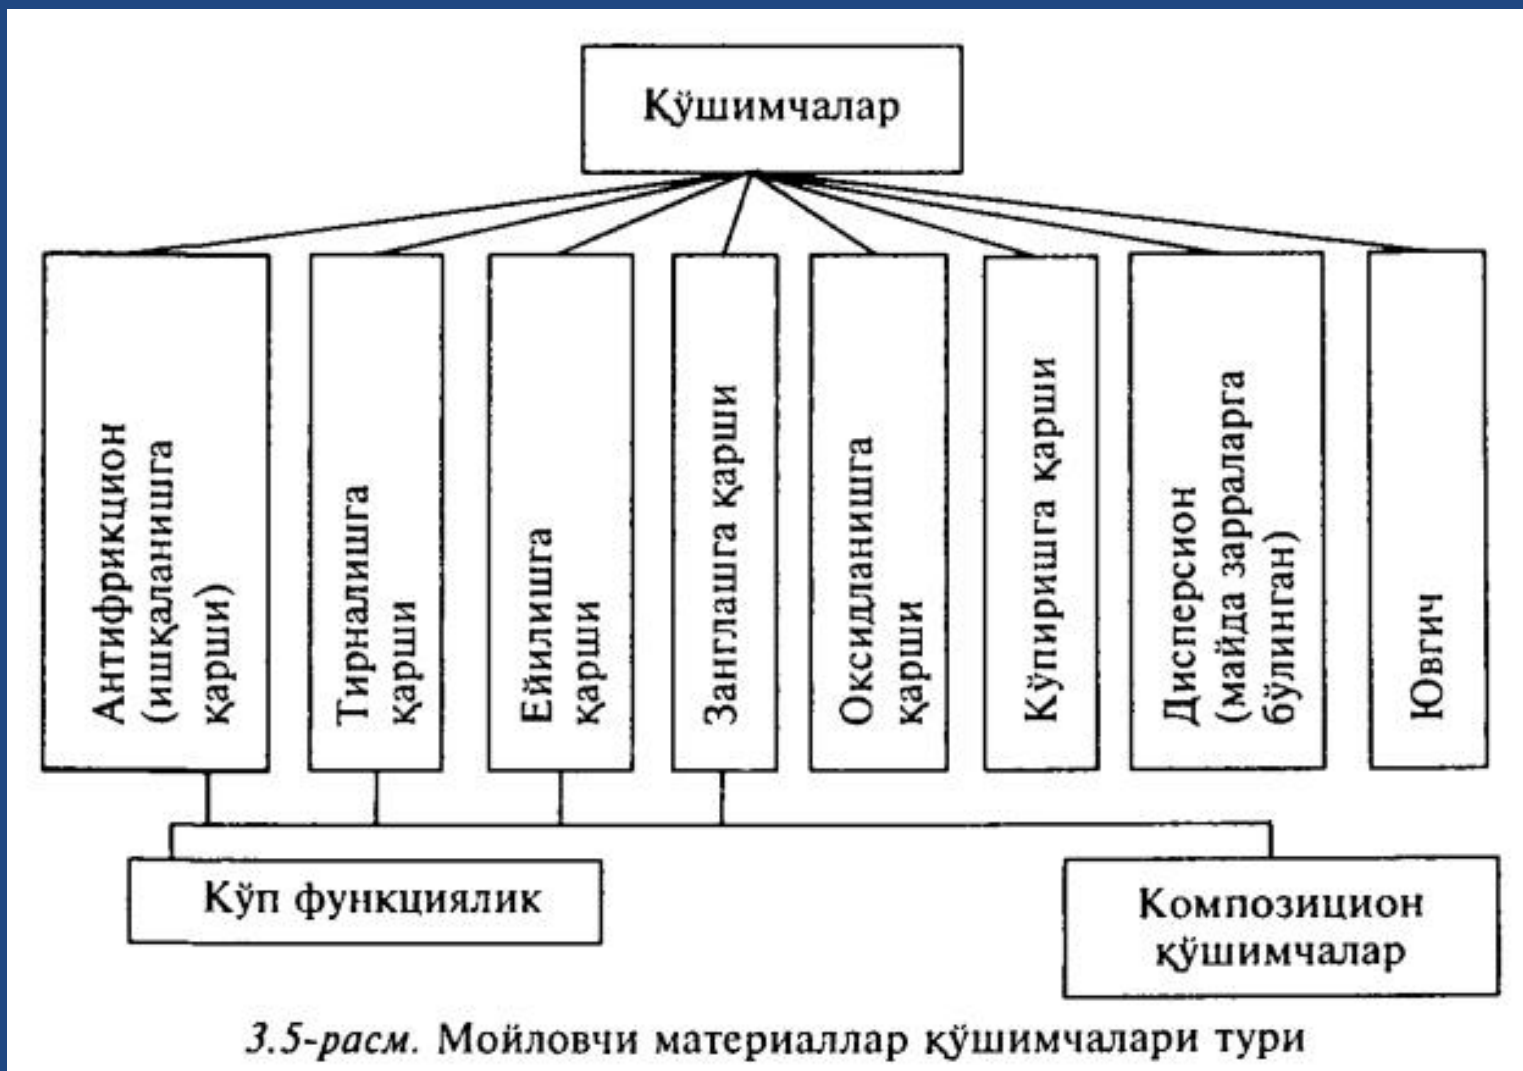 Қўшимчалар
Антифрикцион
(ишқаланишга
қарши)
Тирналишга
қарши
Ейилишга
қарши
Занглашга қарши
Оксидланишга
қарши
Кўпиришга қарши
Дисперсион
(майда зарраларга
бўлинган)
Ювгич
Кўп функциялик
Композицион
қўшимчалар
3.5-расм. Мойловчи материаллар қўшимчалари тури